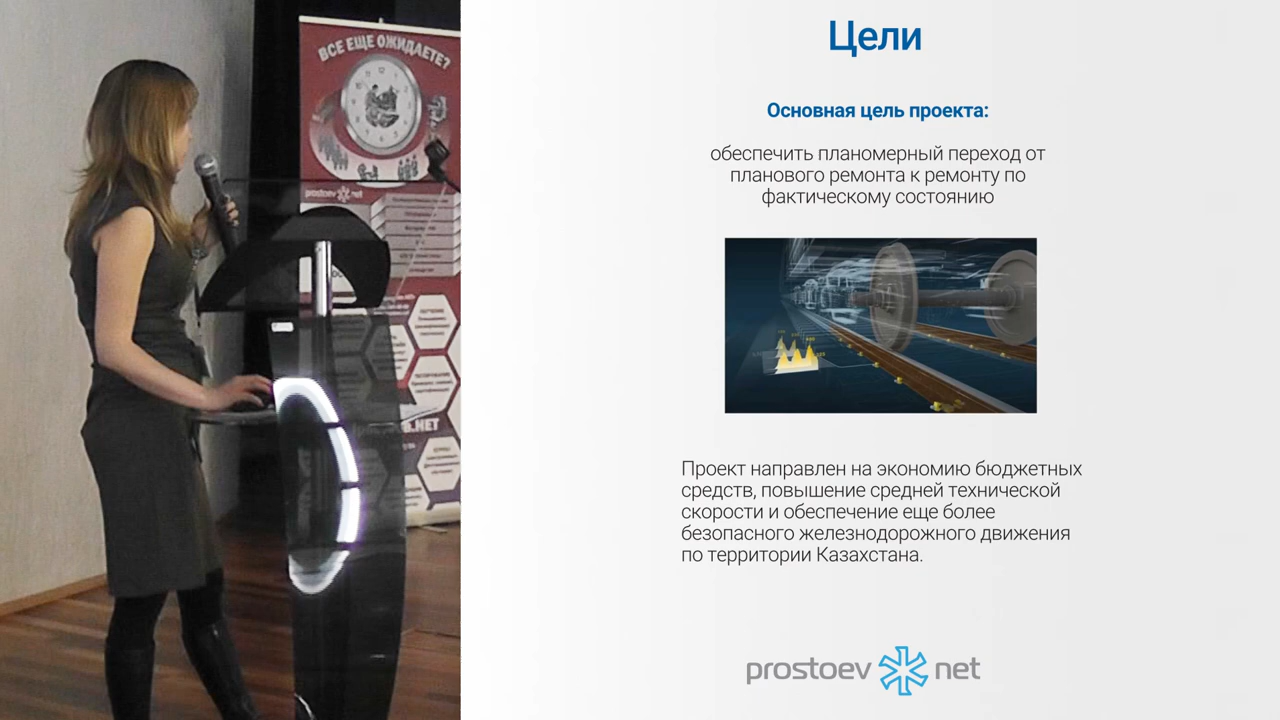 ВСЕ ЕЩЕ ОЖИДАЕТЕ?
prostoev net
.NET
Цели
Основная цель проекта:
обеспечить планомерный переход от
планового ремонта к ремонту по
фактическому состоянию
Проект направлен на экономию бюджетных
средств, повышение средней технической
скорости и обеспечение еще более
безопасного железнодорожного движения
по территории Казахстана.
prostoev net